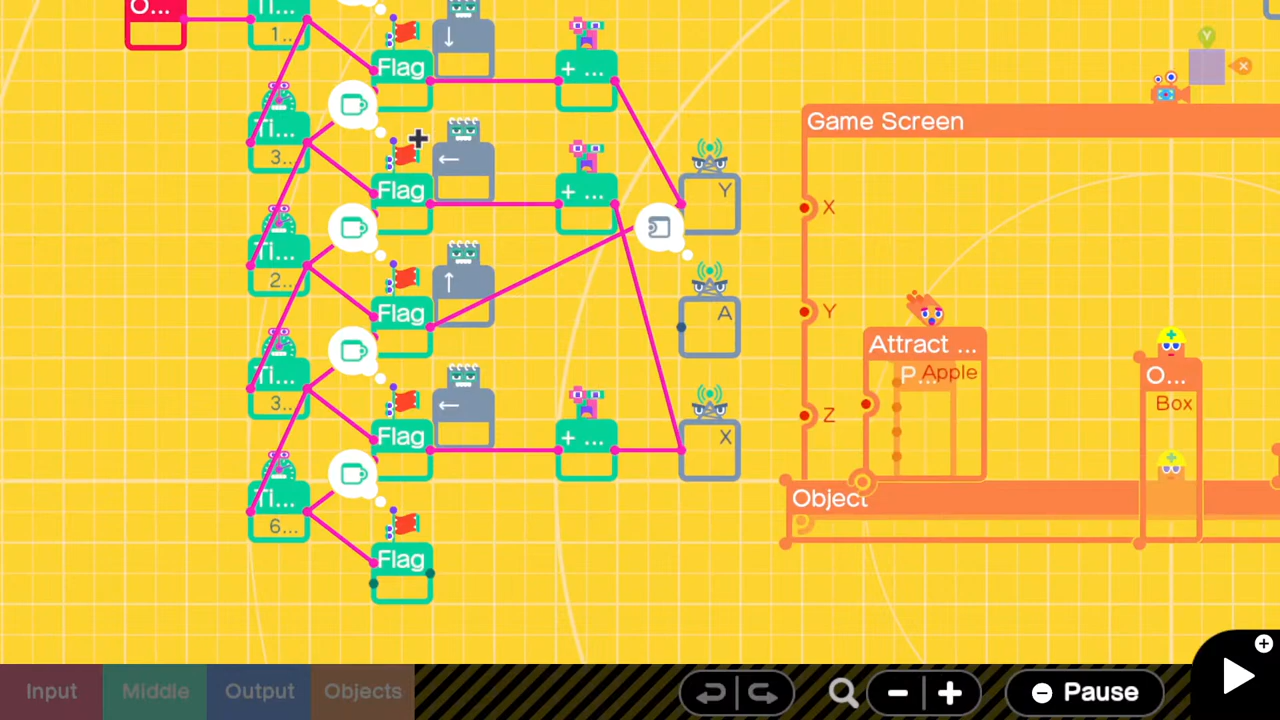 O...
Ti...
1..
↓
Flag
+ ...
Ti...
3..
←
Flag
+ ...
Y
Ti...
2..
↑
Flag
A
Ti...
3..
←
Flag
+ ...
X
Ti...
6...
Flag
Y
X
Game Screen
X
Y
Z
Attract ...
P... Apple
O...
Box
Object
Input
Middle
Output
Objects
Pause